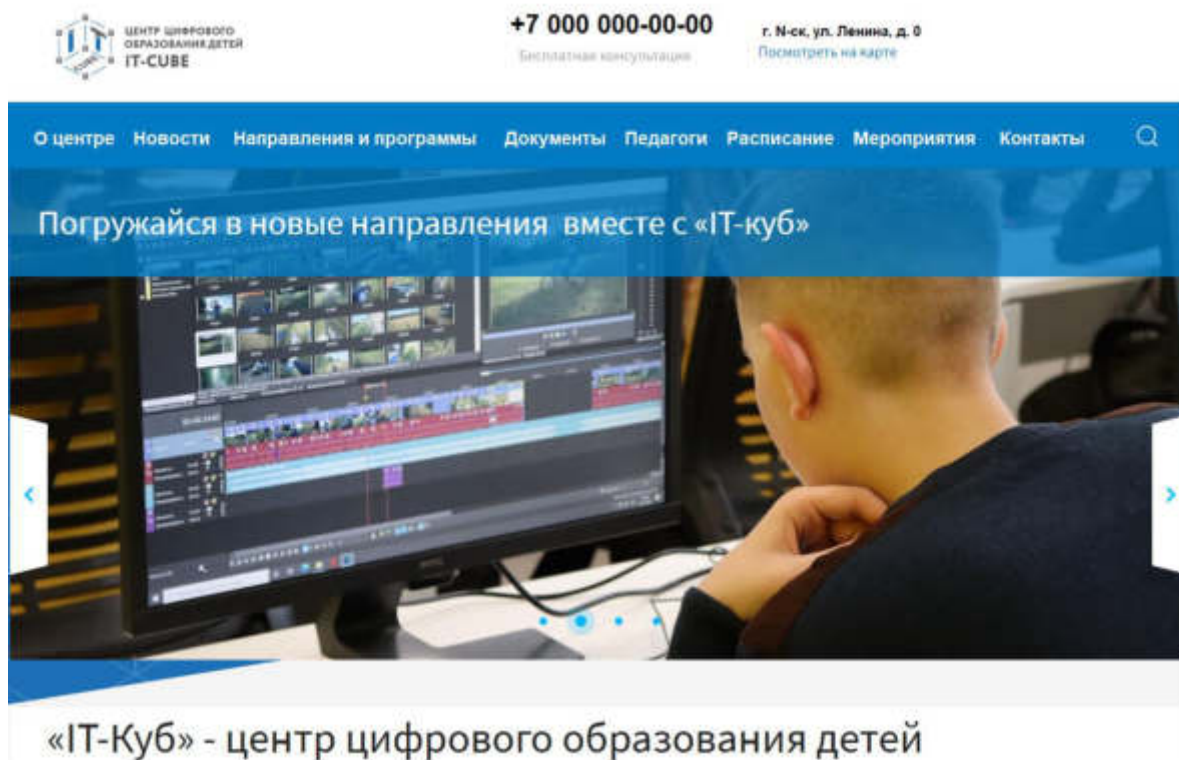 ЦЕНТР ЦИФРОВОГО
ОБРАЗОВАНИЯ ДЕТЕЙ
IT-CUBE
+7 000 000-00-00
Бесплатная консультация
г. N-ск, ул. Ленина, д. 0
Посмотреть на карте
О центре Новости Направления и программы Документы Педагоги Расписание Мероприятия Контакты
Погружайся в новые направления вместе с «IT-куб»
«IT-Куб» - центр цифрового образования детей